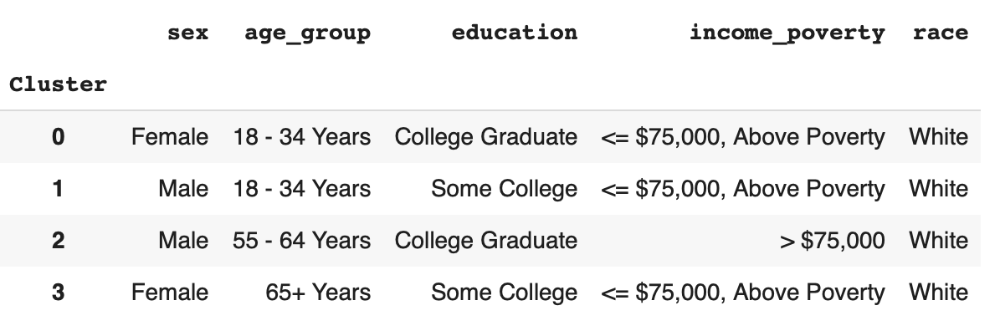 sex age_group education income_poverty race
Cluster
0 Female 18 - 34 Years College Graduate <= $75,000, Above Poverty White
1 Male 18 - 34 Years Some College <= $75,000, Above Poverty White
2 Male 55 - 64 Years College Graduate > $75,000 White
3 Female 65+ Years Some College <= $75,000, Above Poverty White